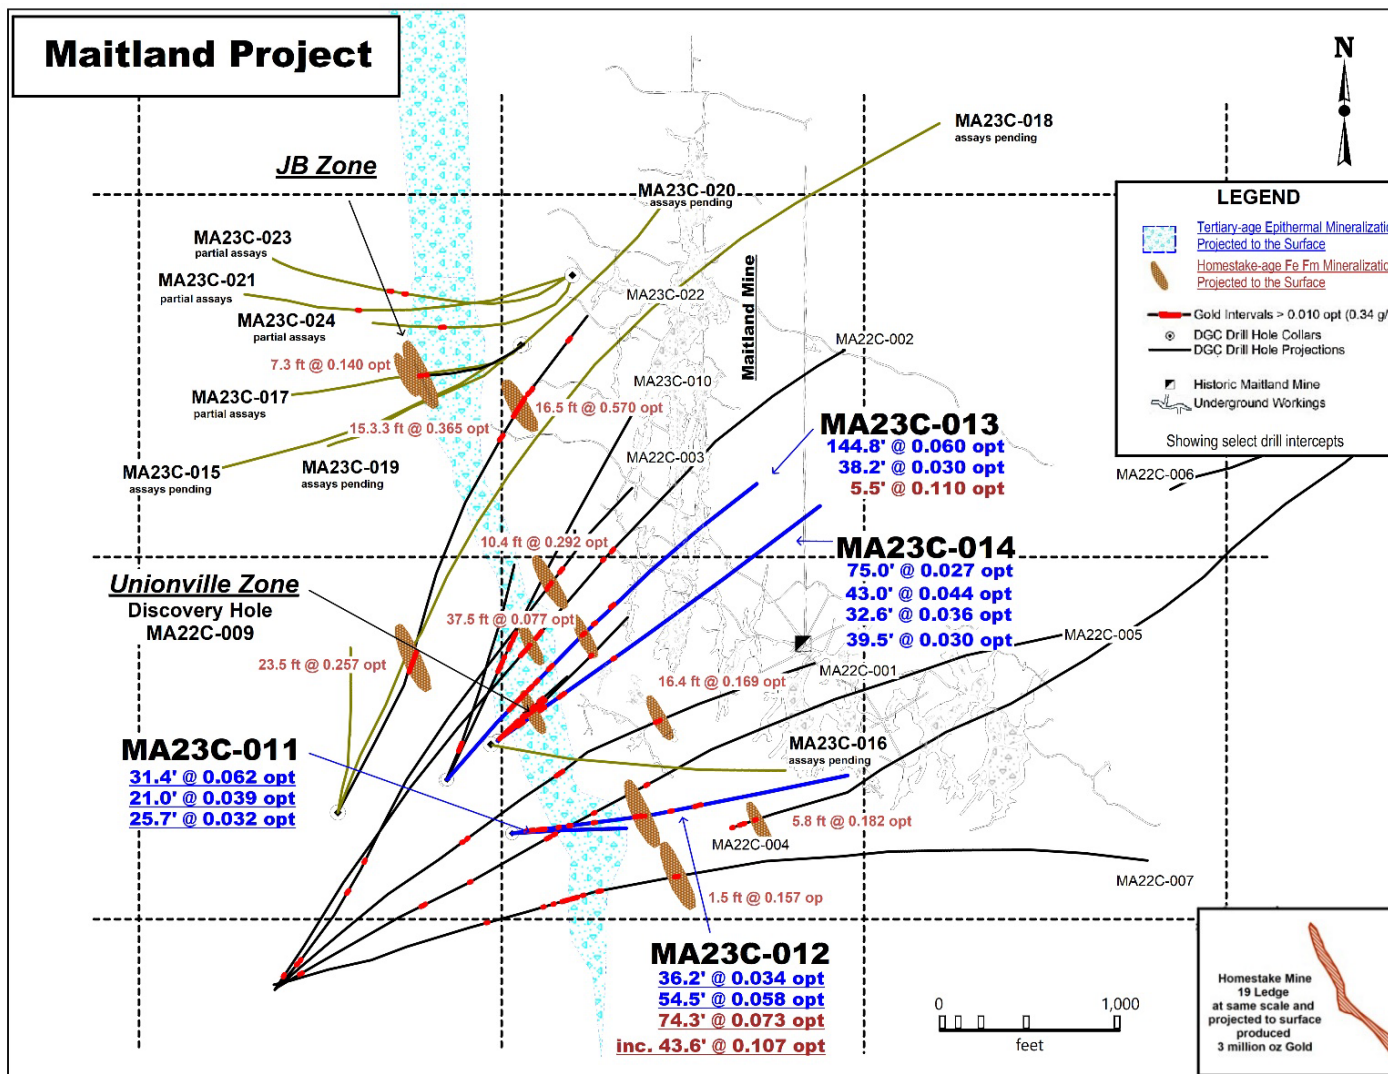 Maitland Project
N
JB Zone
MA23C-018
assays pending
MA23C-020
assays pending
MA23C-023
partial assays
MA23C-021
partial assays
MA23C-024
partial assays
MA23C-022
Maitland Mine
MA22C-002
7.3 ft @ 0.140 opt
MA23C-010
MA23C-017
partial assays
16.5 ft @ 0.570 opt
15.3.3 ft @ 0.365 opt
MA23C-015
assays pending
MA23C-019
assays pending
MA22C-003
MA23C-013
144.8' @ 0.060 opt
38.2' @ 0.030 opt
5.5' @ 0.110 opt
LEGEND
Tertiary-age Epithermal Mineralizatio
Projected to the Surface
Homestake-age Fe Fm Mineralization
Projected to the Surface
Gold Intervals > 0.010 opt (0.34 g/
DGC Drill Hole Collars
DGC Drill Hole Projections
Historic Maitland Mine
Underground Workings
Showing select drill intercepts
MA22C-006
10.4 ft @ 0.292 opt
MA23C-014
75.0' @ 0.027 opt
43.0' @ 0.044 opt
32.6' @ 0.036 opt
39.5' @ 0.030 opt
Unionville Zone
Discovery Hole
MA22C-009
37.5 ft @ 0.077 opt
23.5 ft @ 0.257 opt
MA22C-005
MA22C-001
16.4 ft @ 0.169 opt
MA23C-011
31.4' @ 0.062 opt
21.0' @ 0.039 opt
25.7' @ 0.032 opt
MA23C-016
assays pending
5.8 ft @ 0.182 opt
MA22C-004
MA22C-007
1.5 ft @ 0.157 op
MA23C-012
36.2' @ 0.034 opt
54.5' @ 0.058 opt
74.3' @ 0.073 opt
inc. 43.6' @ 0.107 opt
0 1,000
feet
Homestake Mine
19 Ledge
at same scale and
projected to surface
produced
3 million oz Gold